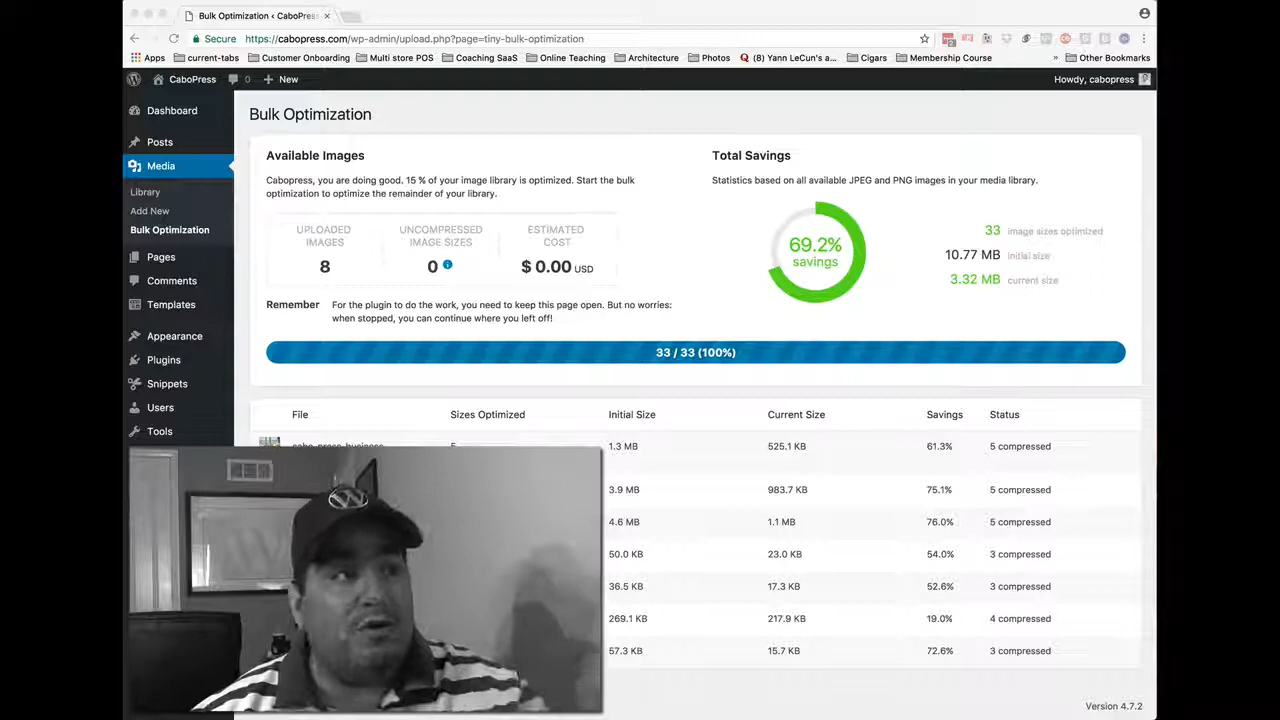 Bulk Optimization ‹ CaboPress
Secure https://cabopress.com/wp-admin/upload.php?page=tiny-bulk-optimization
Apps current-tabs Customer Onboarding Multi store POS Coaching SaaS Online Teaching Architecture Photos (8) Yann LeCun's a... Cigars Membership Course » Other Bookmarks
CaboPress 0 + New Howdy, cabopress
Dashboard
Posts
Media
Library
Add New
Bulk Optimization
Pages
Comments
Templates
Appearance
Plugins
Snippets
Users
Tools
Bulk Optimization
Available Images
Cabopress, you are doing good. 15 % of your image library is optimized. Start the bulk
optimization to optimize the remainder of your library.
UPLOADED IMAGES
8
UNCOMPRESSED IMAGE SIZES
0
ESTIMATED COST
$ 0.00 USD
Remember
For the plugin to do the work, you need to keep this page open. But no worries:
when stopped, you can continue where you left off!
Total Savings
Statistics based on all available JPEG and PNG images in your media library.
69.2%
savings
33 image sizes optimized
10.77 MB initial size
3.32 MB current size
33 / 33 (100%)
File Sizes Optimized Initial Size Current Size Savings Status
1.3 MB 525.1 KB 61.3% 5 compressed
3.9 MB 983.7 KB 75.1% 5 compressed
4.6 MB 1.1 MB 76.0% 5 compressed
50.0 KB 23.0 KB 54.0% 3 compressed
36.5 KB 17.3 KB 52.6% 3 compressed
269.1 KB 217.9 KB 19.0% 4 compressed
57.3 KB 15.7 KB 72.6% 3 compressed
Version 4.7.2